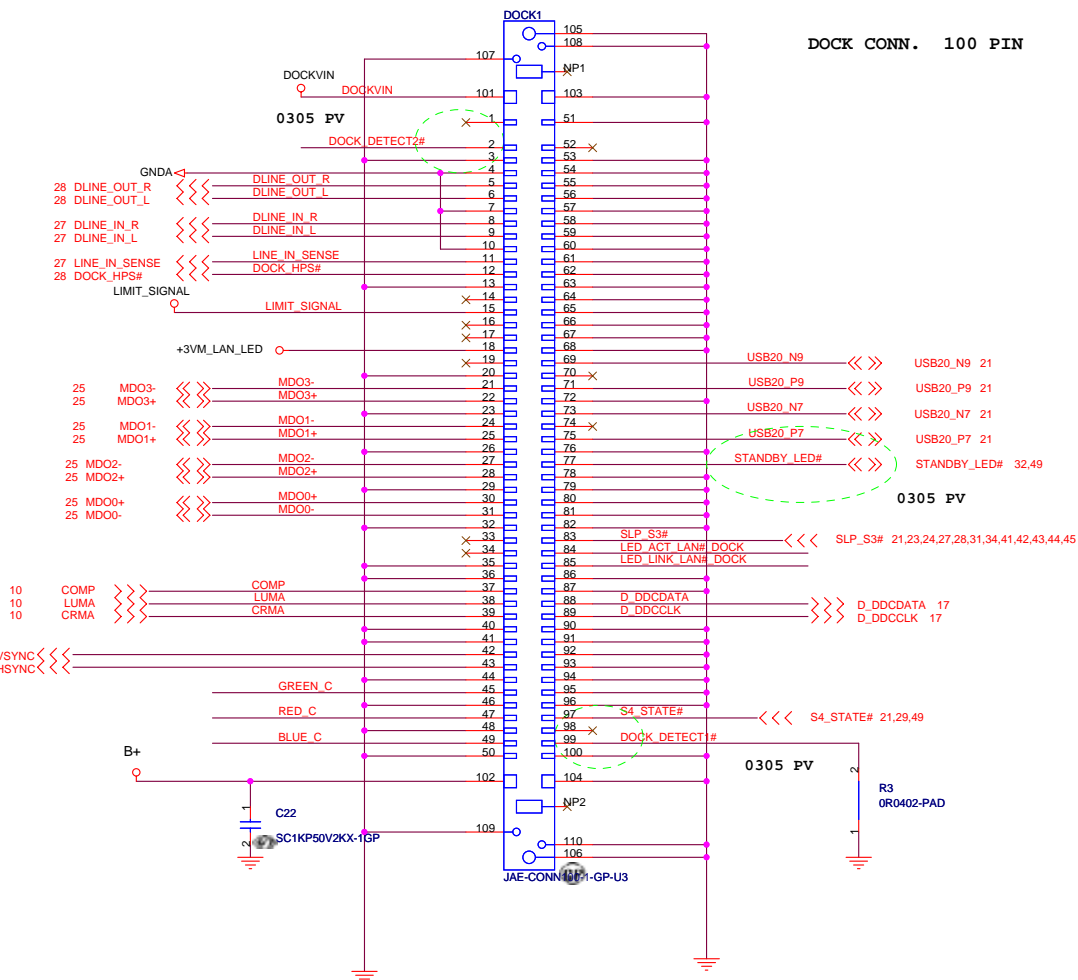 DOCK1
DOCK CONN. 100 PIN
105
108
107
NP1
DOCKVIN
DOCKVIN
101
103
0305 PV
1
51
DOCK_DETECT2#
2
52
3
53
GNDA
4
54
28 DLINE_OUT_R
DLINE_OUT_R
5
55
28 DLINE_OUT_L
DLINE_OUT_L
6
56
7
57
27 DLINE_IN_R
DLINE_IN_R
8
58
27 DLINE_IN_L
DLINE_IN_L
9
59
10
60
27 LINE_IN_SENSE
LINE_IN_SENSE
11
61
28 DOCK_HPS#
DOCK_HPS#
12
62
13
63
LIMIT_SIGNAL
14
64
LIMIT_SIGNAL
15
65
16
66
17
67
+3VM_LAN_LED
18
68
19
69
USB20_N9
USB20_N9 21
20
70
25 MDO3-
MDO3-
21
71
USB20_P9
USB20_P9 21
25 MDO3+
MDO3+
22
72
23
73
USB20_N7
USB20_N7 21
25 MDO1-
MDO1-
24
74
25 MDO1+
MDO1+
25
75
USB20_P7
USB20_P7 21
26
76
25 MDO2-
MDO2-
27
77
STANDBY_LED#
STANDBY_LED# 32,49
25 MDO2+
MDO2+
28
78
29
79
0305 PV
25 MDO0+
MDO0+
30
80
25 MDO0-
MDO0-
31
81
32
82
33
83
SLP_S3#
SLP_S3# 21,23,24,27,28,31,34,41,42,43,44,45
34
84
LED_ACT_LAN#_DOCK
35
85
LED_LINK_LAN#_DOCK
36
86
10 COMP
COMP
37
87
10 LUMA
LUMA
38
88
D_DDCDATA
D_DDCDATA 17
10 CRMA
CRMA
39
89
D_DDCCLK
D_DDCCLK 17
40
90
41
91
VSYNC
42
92
HSYNC
43
93
44
94
GREEN_C
45
95
46
96
RED_C
47
97
S4_STATE#
S4_STATE# 21,29,49
48
98
BLUE_C
49
99
DOCK_DETECT1#
50
100
0305 PV
B+
102
104
2
R3
0R0402-PAD
1
NP2
1
C22
SC1KP50V2KX-1GP
2
109
110
106
JAE-CONN100-1-GP-U3